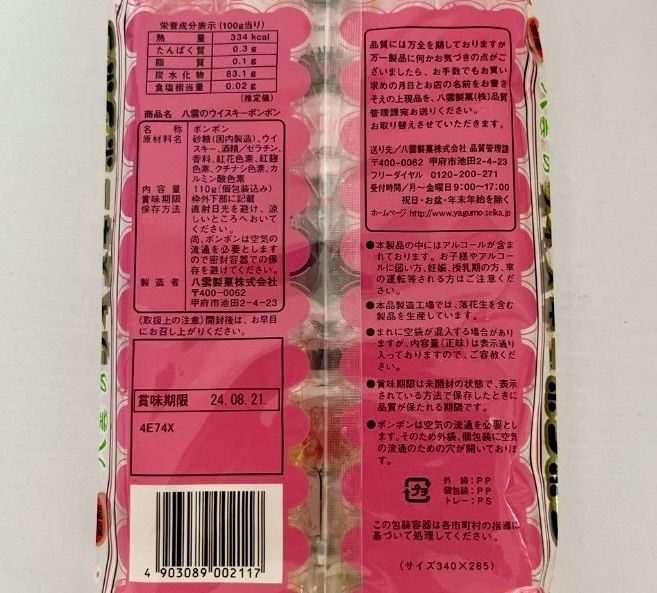 栄養成分表示（100g当り）
熱量 334 kcal
たんぱく質 0.3 g
脂質 0.1 g
炭水化物 83.1 g
食塩相当量 0.02 g
（推定値）
商品名 八雲のウイスキーボンボン
名称 ボンボン
原材料名 砂糖（国内製造）、ウイ
スキー、酒精／ゼラチン、
香料、紅花色素、紅麹
色素、クチナシ色素、カ
ルミン酸色素
内容量 110g（個包装込み）
賞味期限 枠外下部に記載
保存方法 直射日光を避け、涼
しいところへおいて
ください。
尚、ボンボンは空気の
流通を必要とします
ので密封容器での保
存を避けてください。
製造者 八雲製菓株式会社
〒400-0062
甲府市池田2-4-23
〈取扱上の注意〉開封後は、お早目
にお召し上がりください。
賞味期限 24.08.21.
4E74X
4 903089 002117
品質には万全を期しておりますが
万一製品に何かお気づきの点がご
ざいましたら、お手数でもお買い
求めの月日とお店の名前をお書き
そえの上現品を、八雲製菓(株)品質
管理課宛お送りください。
お取り替えさせていただきます。
送り先／八雲製菓株式会社 品質管理課
〒400-0062 甲府市池田2-4-23
フリーダイヤル 0120-200-271
受付時間／月〜金曜日9:00〜17:00
祝日・お盆・年末年始を除く
ホームページ http://www.yagumo-seika.jp
●本製品の中にはアルコールが含ま
れております。お子様やアルコー
ルに弱い方、妊娠、授乳期の方、車
の運転等される方はご注意くださ
い。
●本品製造工場では、落花生を含む
製品を生産しています。
●まれに空袋が混入する場合があり
ますが、内容量（正味）は表示通り
入っておりますので、ご容赦くだ
さい。
●賞味期限は未開封の状態で、表示
されている方法で保存したときに
品質が保たれる期限です。
●ボンボンは空気の流通を必要とし
ます。そのため外袋、個包装に空気
の流通のための穴が開いております。
プラ
外袋：PP
個包装：PP
トレー：PS
この包装容器は各市町村の指導に
基づいて処理してください。
（サイズ340×285）